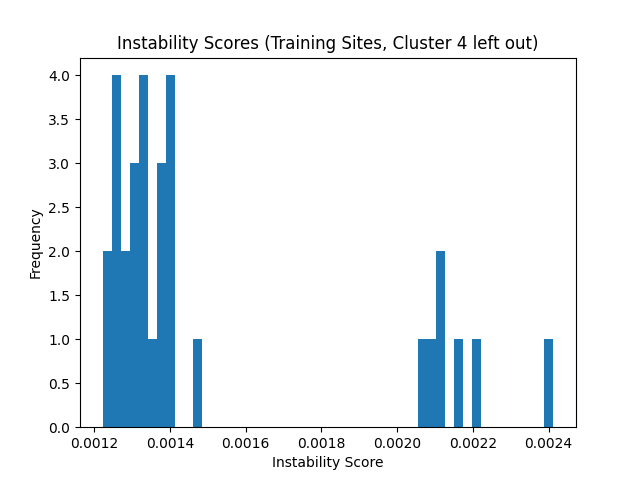 Instability Scores (Training Sites, Cluster 4 left out)
4.0
3.5
3.0
2.5
2.0
1.5
1.0
0.5
0.0
Frequency
0.0012 0.0014 0.0016 0.0018 0.0020 0.0022 0.0024
Instability Score